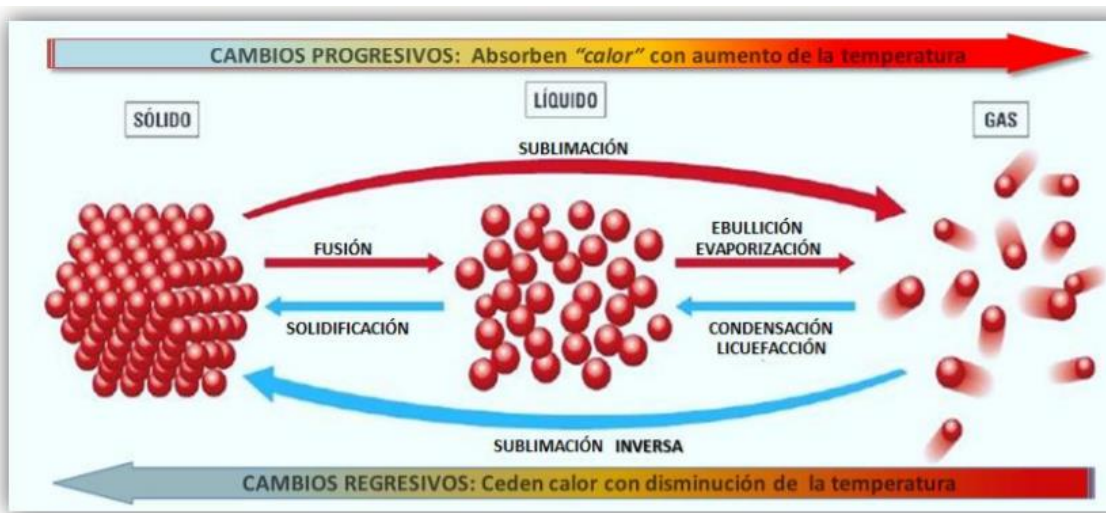 CAMBIOS PROGRESIVOS: Absorben “calor” con aumento de la temperatura
SÓLIDO
LÍQUIDO
GAS
SUBLIMACIÓN
FUSIÓN
EBULLICIÓN
EVAPORIZACIÓN
SOLIDIFICACIÓN
CONDENSACIÓN
LICUEFACCIÓN
SUBLIMACIÓN INVERSA
CAMBIOS REGRESIVOS: Ceden calor con disminución de la temperatura